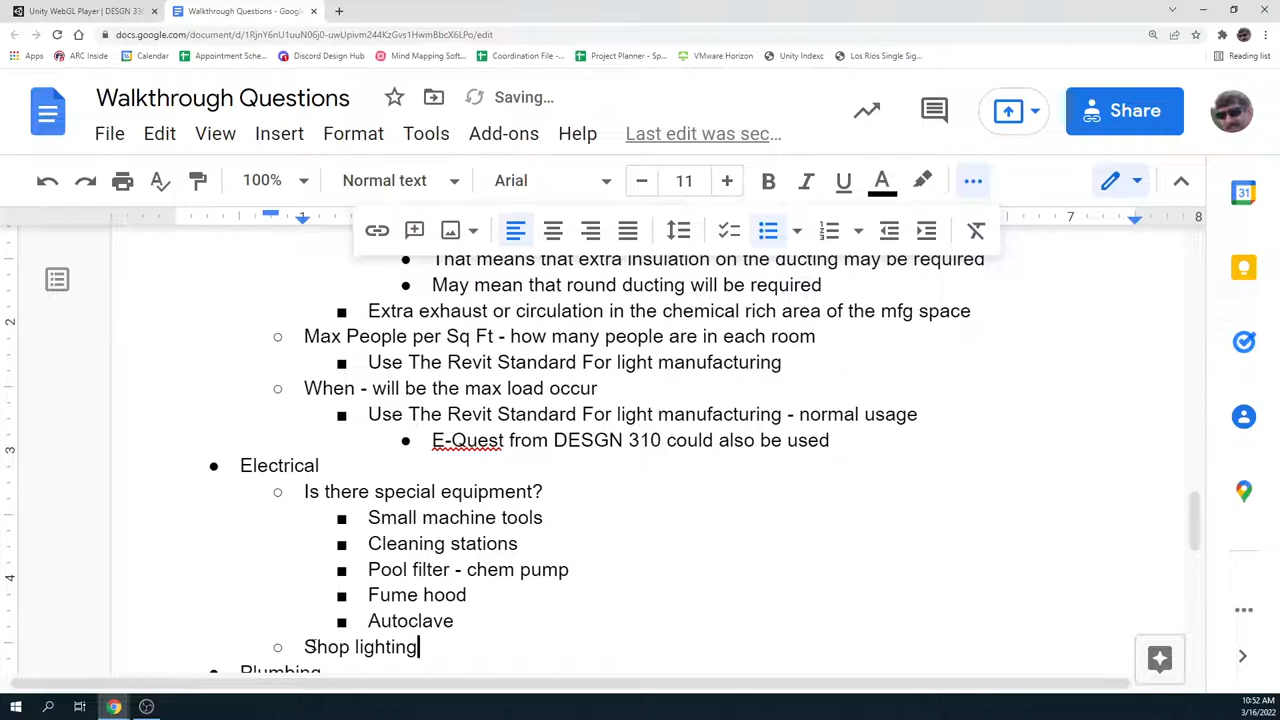 Unity WebGL Player | DESGN 33
Walkthrough Questions - Googl
docs.google.com/document/d/1RjnY6nU1uuN06j0-uwUpivm244KzGvs1HwmBbcX6LPo/edit
Apps
ARC Inside
Calendar
Appointment Sche...
Discord Design Hub
Mind Mapping Soft...
Coordination File -...
Project Planner - Sp...
VMware Horizon
Unity Indexc
Los Rios Single Sig...
Reading list
Walkthrough Questions
Saving...
File Edit View Insert Format Tools Add-ons Help Last edit was sec...
Share
100% Normal text Arial 11
That means that extra insulation on the ducting may be required
May mean that round ducting will be required
Extra exhaust or circulation in the chemical rich area of the mfg space
Max People per Sq Ft - how many people are in each room
Use The Revit Standard For light manufacturing
When - will be the max load occur
Use The Revit Standard For light manufacturing - normal usage
E-Quest from DESGN 310 could also be used
Electrical
Is there special equipment?
Small machine tools
Cleaning stations
Pool filter - chem pump
Fume hood
Autoclave
Shop lighting
Plumbing
10:52 AM
3/16/2022